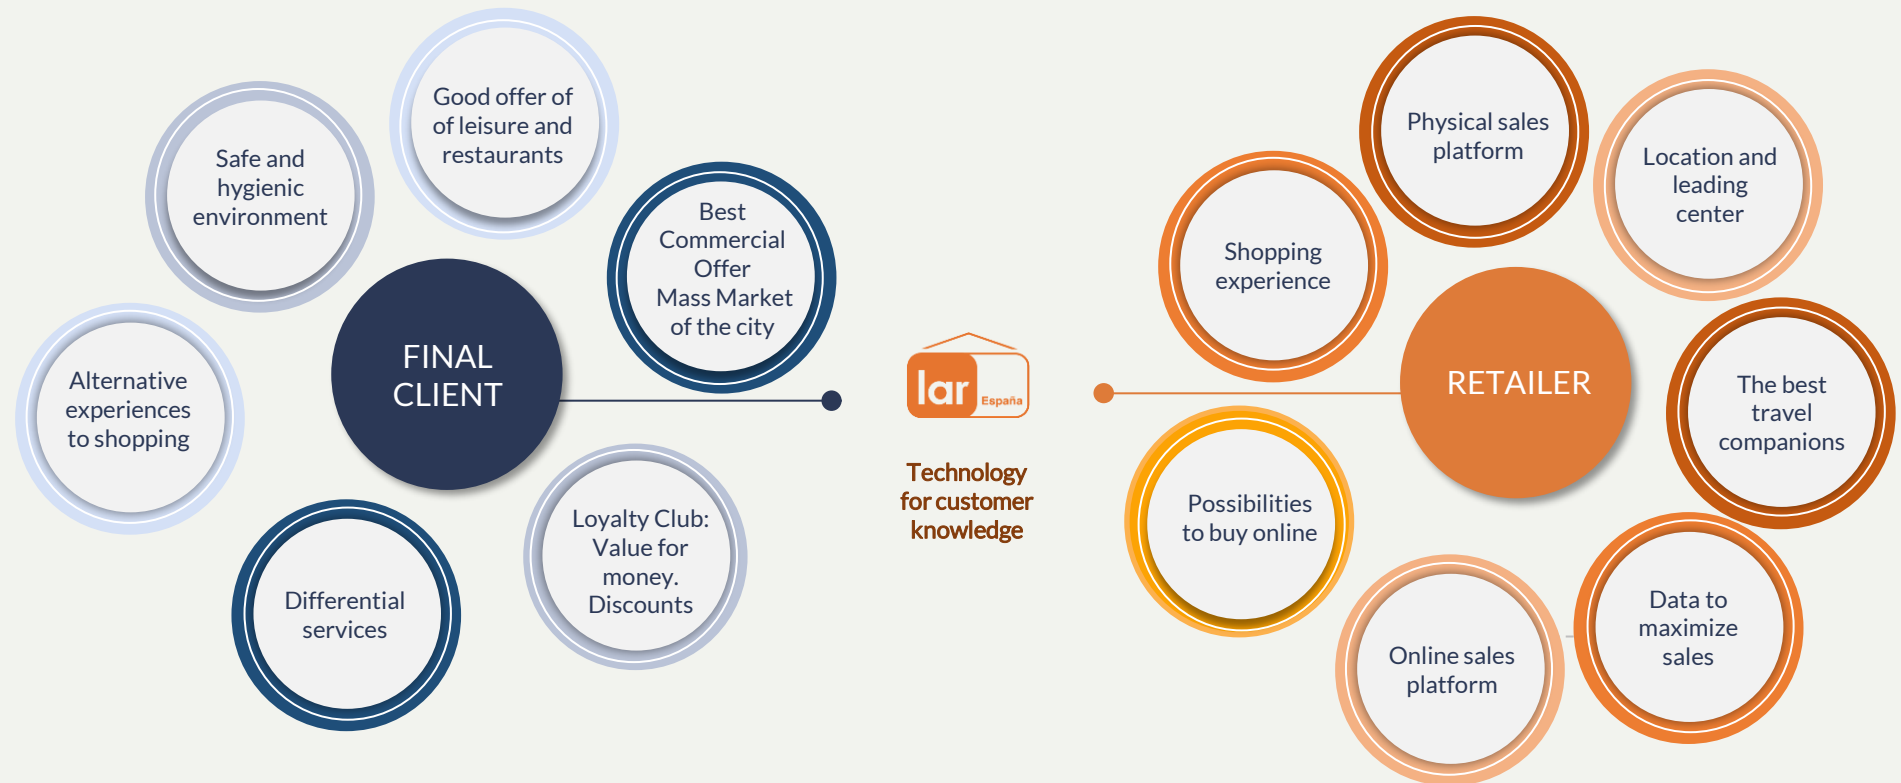 Good offer of
of leisure and
restaurants
Safe and
hygienic
environment
Best
Commercial
Offer
Mass Market
of the city
FINAL
CLIENT
Alternative
experiences
to shopping
Loyalty Club:
Value for
money.
Discounts
Differential
services
lar
España
Technology
for customer
knowledge
Physical sales
platform
Location and
leading
center
Shopping
experience
RETAILER
The best
travel
companions
Possibilities
to buy online
Data to
maximize
sales
Online sales
platform